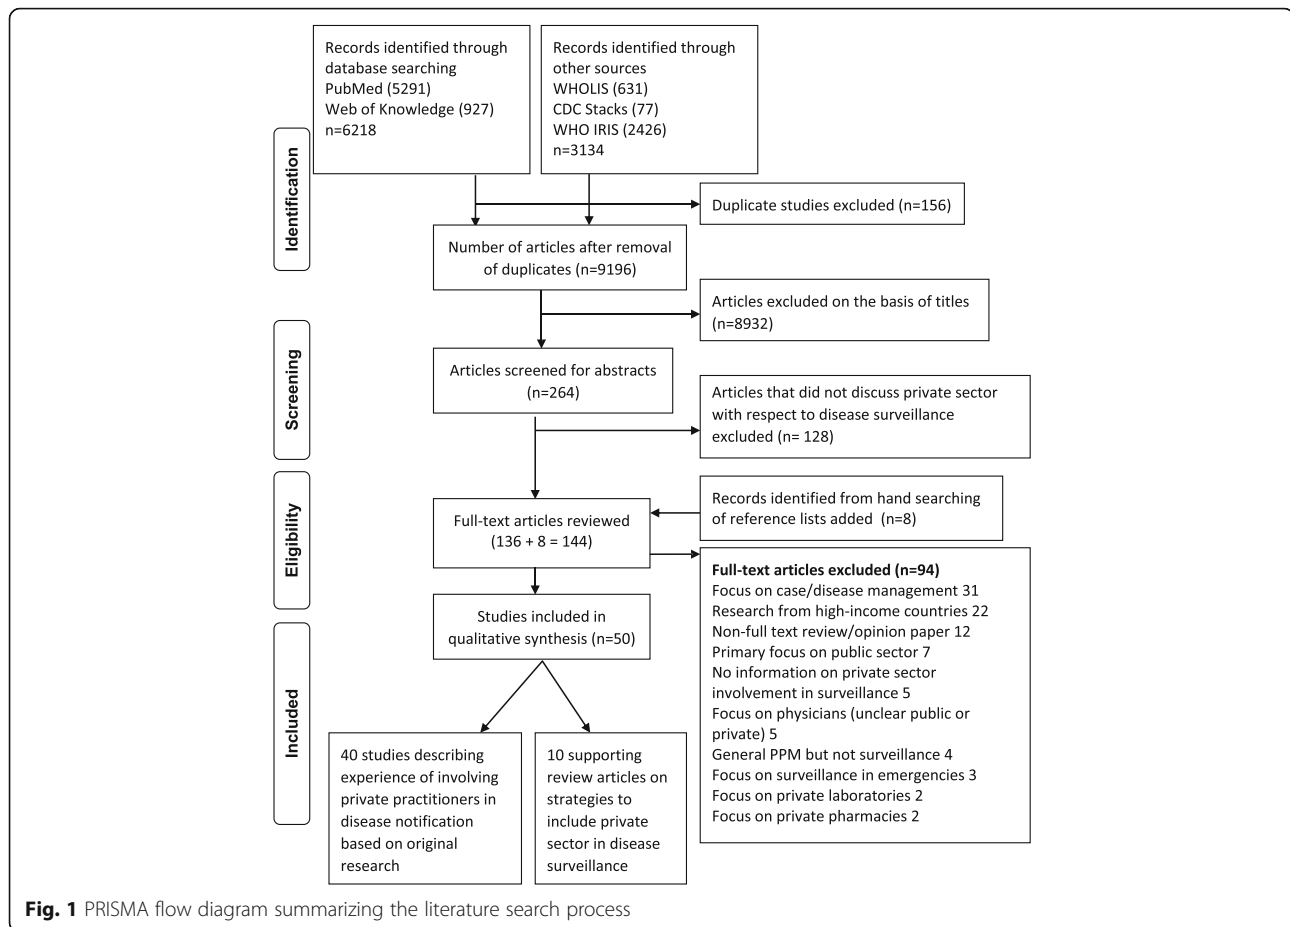 Records identified through
database searching
PubMed (5291)
Web of Knowledge (927)
n=6218
Records identified through
other sources
WHOLIS (631)
CDC Stacks (77)
WHO IRIS (2426)
n=3134
Identification
Duplicate studies excluded (n=156)
Number of articles after removal
of duplicates (n=9196)
Articles excluded on the basis of titles
(n=8932)
Screening
Articles screened for abstracts
(n=264)
Articles that did not discuss private sector
with respect to disease surveillance
excluded (n= 128)
Eligibility
Records identified from hand searching
of reference lists added (n=8)
Full-text articles reviewed
(136 + 8 = 144)
Full-text articles excluded (n=94)
Focus on case/disease management 31
Research from high-income countries 22
Non-full text review/opinion paper 12
Primary focus on public sector 7
No information on private sector
involvement in surveillance 5
Focus on physicians (unclear public or
private) 5
General PPM but not surveillance 4
Focus on surveillance in emergencies 3
Focus on private laboratories 2
Focus on private pharmacies 2
Studies included in
qualitative synthesis (n=50)
Included
40 studies describing
experience of involving
private practitioners in
disease notification
based on original
research
10 supporting
review articles on
strategies to
include private
sector in disease
surveillance
Fig. 1 PRISMA flow diagram summarizing the literature search process